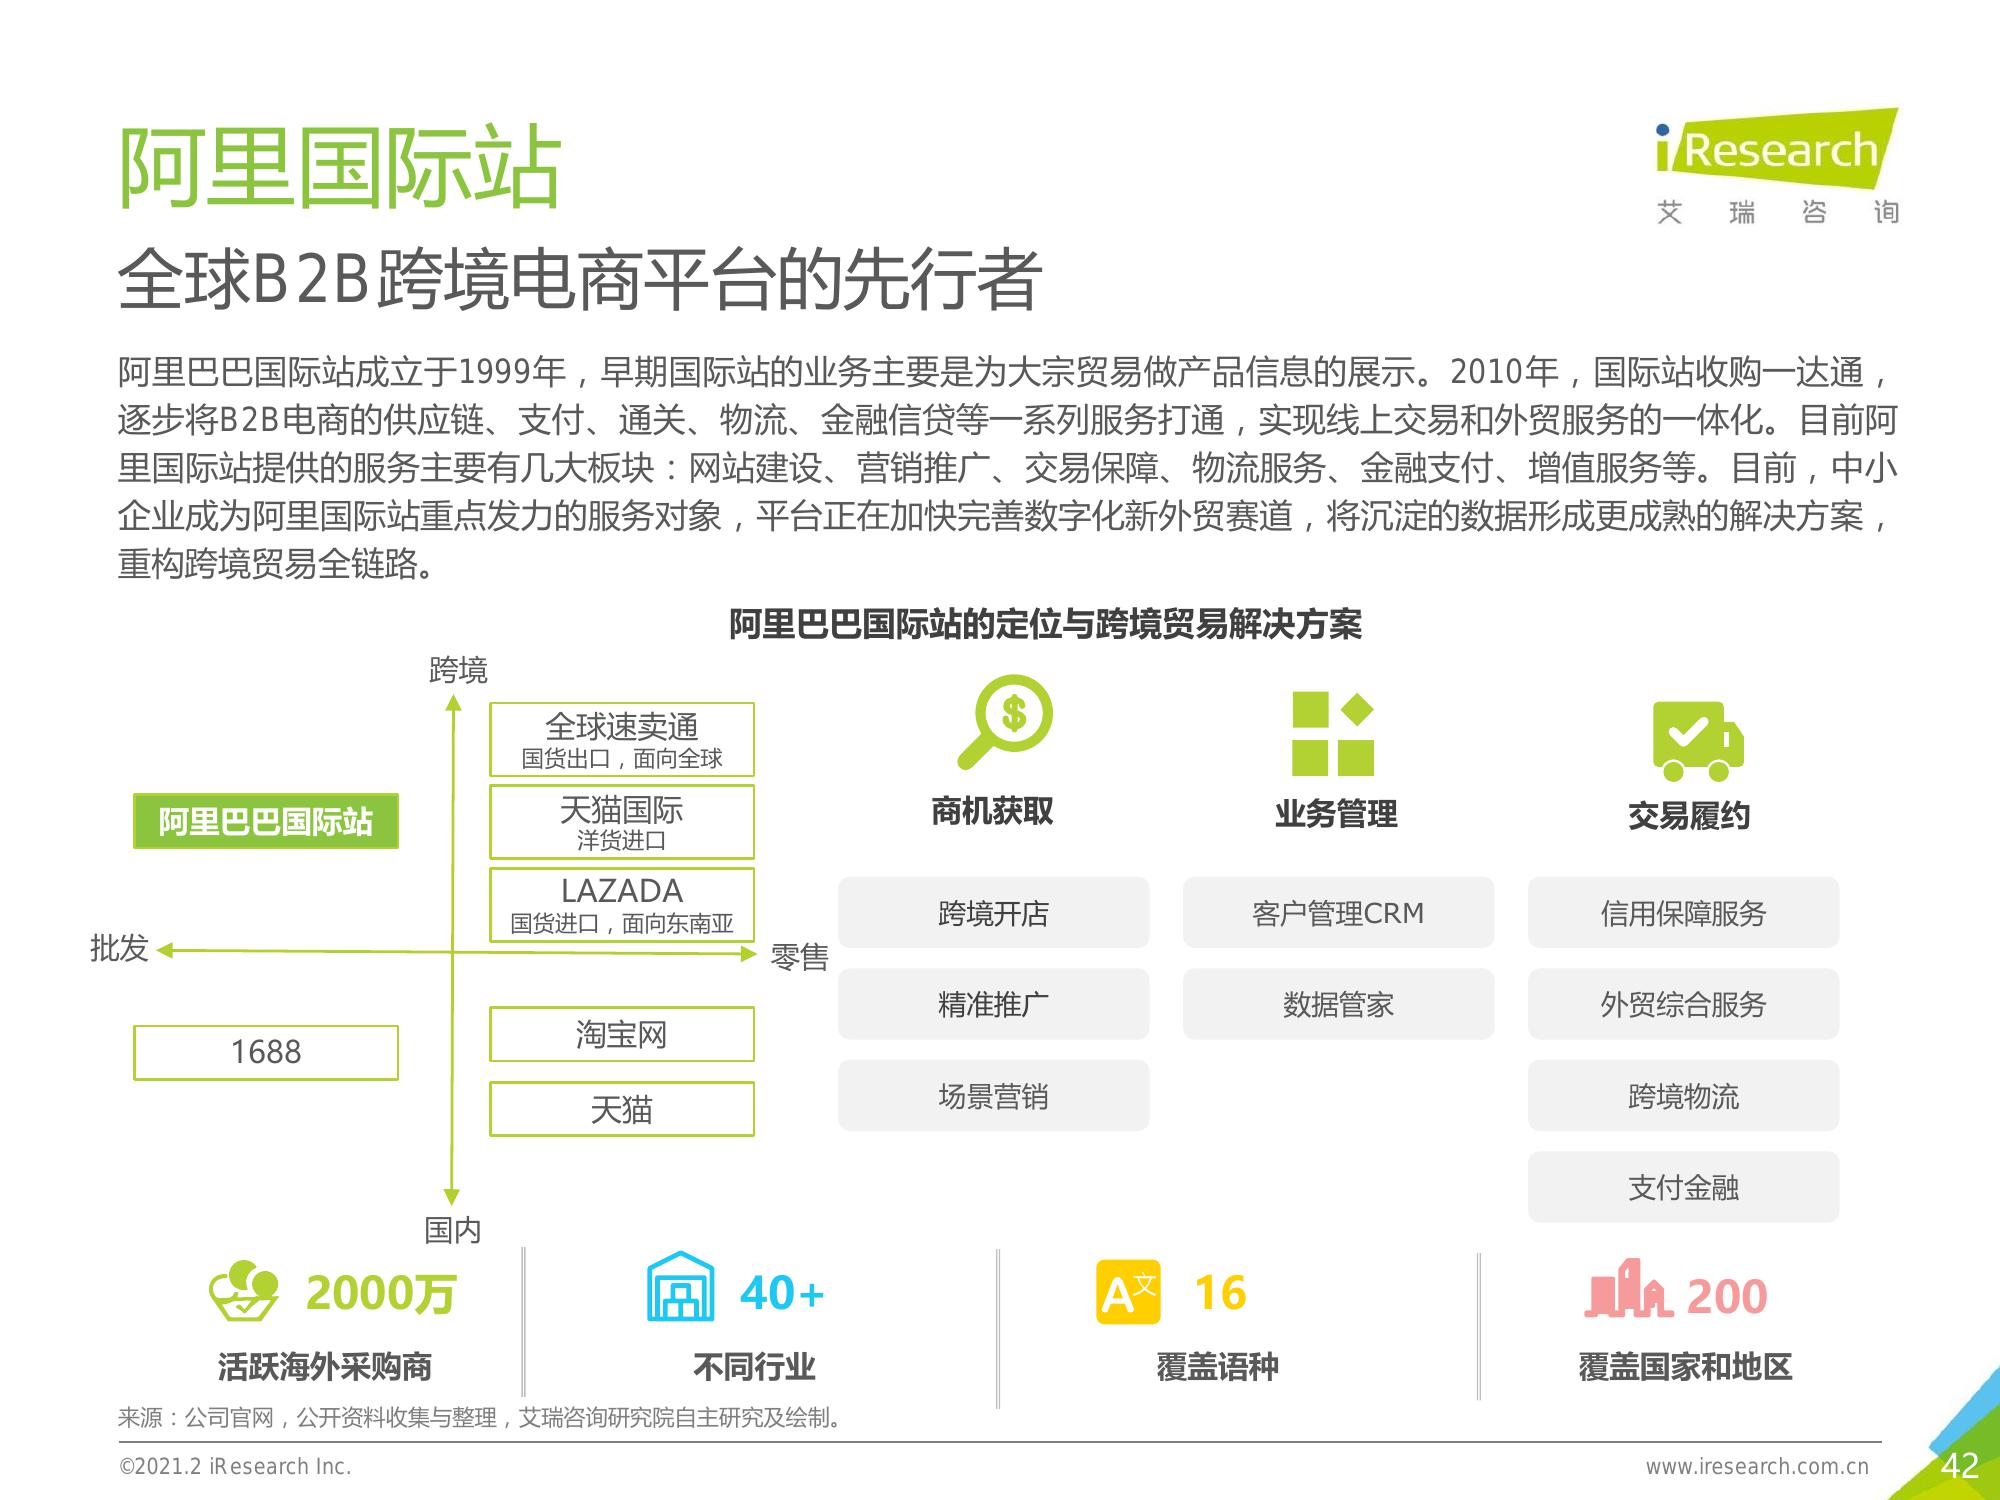 阿里国际站
iResearch
艾瑞咨询
全球B2B跨境电商平台的先行者
阿里巴巴国际站成立于1999年，早期国际站的业务主要是为大宗贸易做产品信息的展示。2010年，国际站收购一达通，
逐步将B2B电商的供应链、支付、通关、物流、金融信贷等一系列服务打通，实现线上交易和外贸服务的一体化。目前阿
里国际站提供的服务主要有几大板块：网站建设、营销推广、交易保障、物流服务、金融支付、增值服务等。目前，中小
企业成为阿里国际站重点发力的服务对象，平台正在加快完善数字化新外贸赛道，将沉淀的数据形成更成熟的解决方案，
重构跨境贸易全链路。
阿里巴巴国际站的定位与跨境贸易解决方案
跨境
全球速卖通
国货出口，面向全球
天猫国际
洋货进口
阿里巴巴国际站
LAZADA
国货进口，面向东南亚
批发
零售
1688
淘宝网
天猫
国内
$
商机获取
跨境开店
精准推广
场景营销
业务管理
客户管理CRM
数据管家
交易履约
信用保障服务
外贸综合服务
跨境物流
支付金融
2000万
活跃海外采购商
40+
不同行业
A文
16
覆盖语种
200
覆盖国家和地区
来源：公司官网，公开资料收集与整理，艾瑞咨询研究院自主研究及绘制。
©2021.2 iResearch Inc.
www.iresearch.com.cn
42